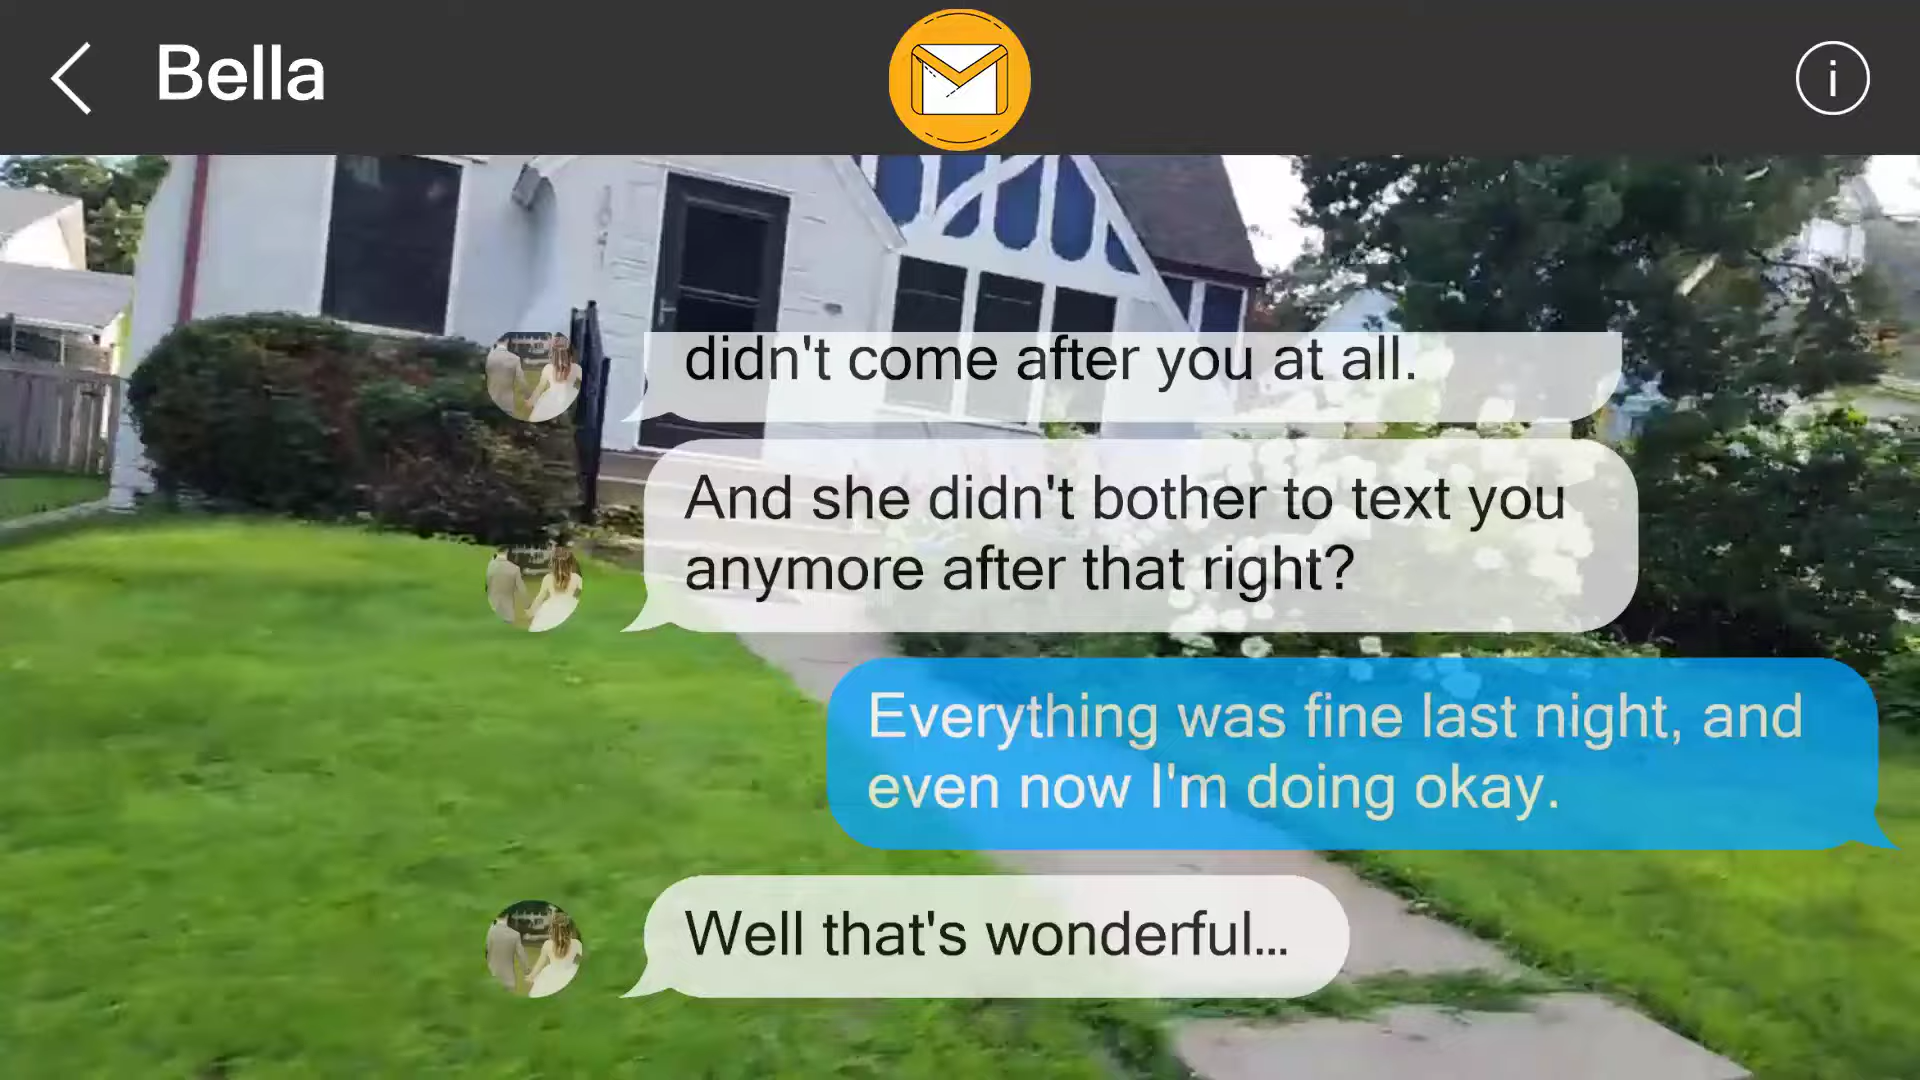 Bella
i
1041
didn't come after you at all.
And she didn't bother to text you
anymore after that right?
Everything was fine last night, and
even now I'm doing okay.
Well that's wonderful...